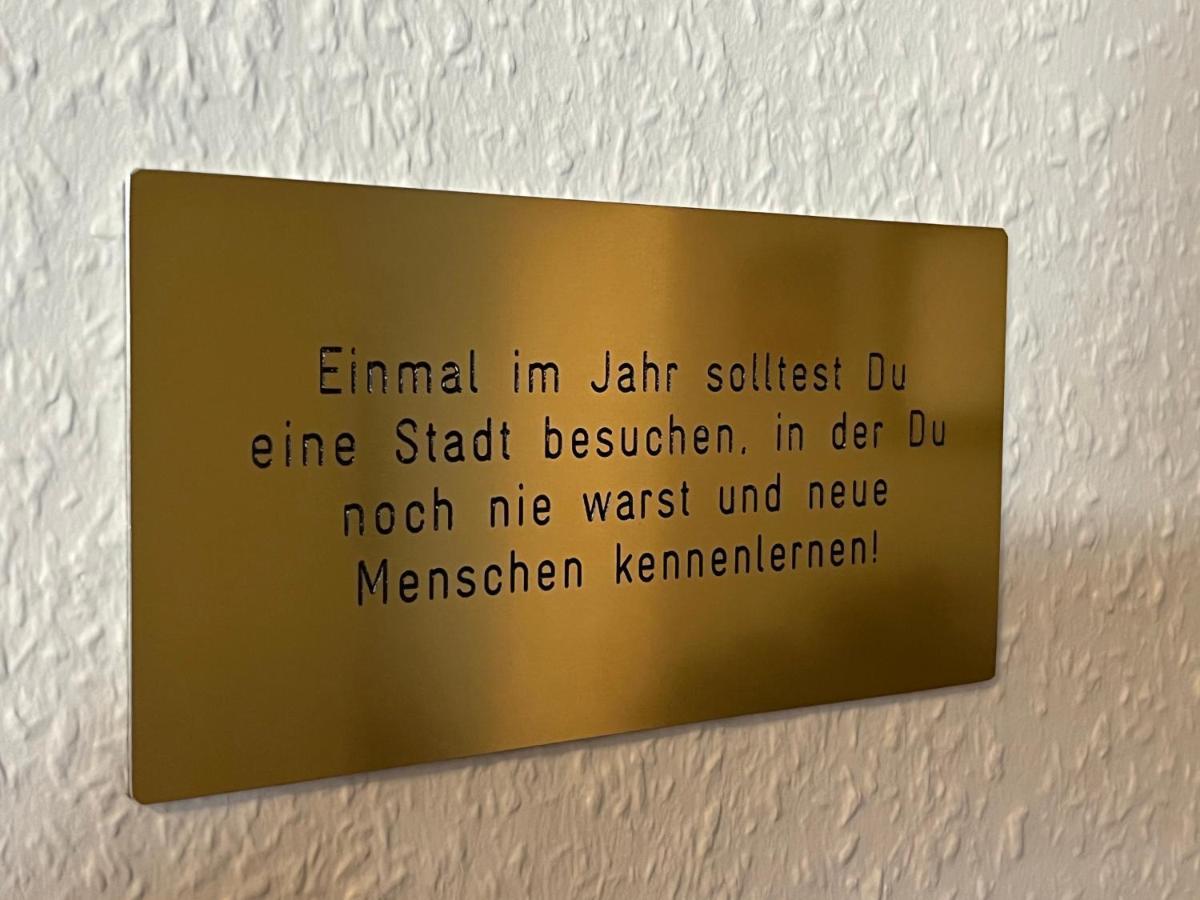 Einmal im Jahr solltest Du
eine Stadt besuchen, in der Du
noch nie warst und neue
Menschen kennenlernen!